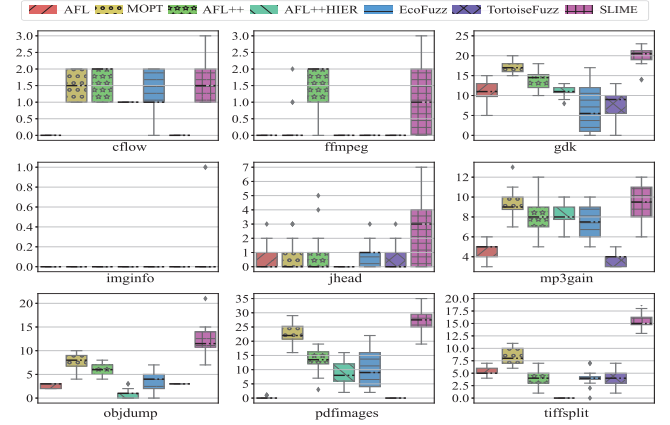 AFL MOPT AFL++ AFL++HIER EcoFuzz TortoiseFuzz SLIME
3.0 2.5 2.0 1.5 1.0 0.5 0.0
cflow
3.0 2.5 2.0 1.5 1.0 0.5 0.0
ffmpeg
25 20 15 10 5 0
gdk
1.0 0.8 0.6 0.4 0.2 0.0
imginfo
7 6 5 4 3 2 1 0
jhead
12 10 8 6 4
mp3gain
20 15 10 5 0
objdump
35 30 25 20 15 10 5 0
pdfimages
20.0 17.5 15.0 12.5 10.0 7.5 5.0 2.5 0.0
tiffsplit